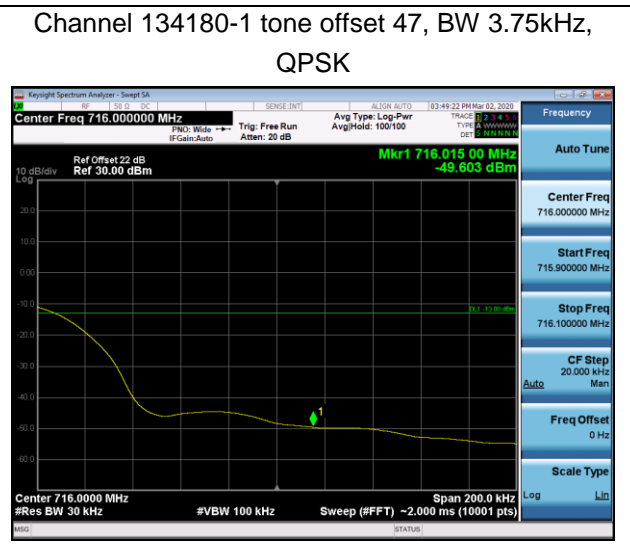 Channel 134180-1 tone offset 47, BW 3.75kHz,
QPSK
Keysight Spectrum Analyzer - Swept SA
RF 50 Ω DC SENSE:INT ALIGN AUTO 03:49:22 PM Mar 02, 2020
Center Freq 716.000000 MHz
PNO: Wide
IFGain:Auto
Trig: Free Run
Atten: 20 dB
Avg Type: Log-Pwr
Avg|Hold: 100/100
TRACE 1 2 3 4 5 6
TYPE A WWWWW
DET S N N N N N
Frequency
Mkr1 716.015 00 MHz
-49.603 dBm
Ref Offset 22 dB
10 dB/div Ref 30.00 dBm
Log
20.0
10.0
0.00
-10.0
DL1 -13.00 dBm
-20.0
-30.0
-40.0
-50.0
-60.0
1
Center 716.0000 MHz Span 200.0 kHz
#Res BW 30 kHz #VBW 100 kHz Sweep (#FFT) ~2.000 ms (10001 pts)
MSG STATUS
Auto Tune
Center Freq
716.000000 MHz
Start Freq
715.900000 MHz
Stop Freq
716.100000 MHz
CF Step
20.000 kHz
Auto Man
Freq Offset
0 Hz
Scale Type
Log Lin